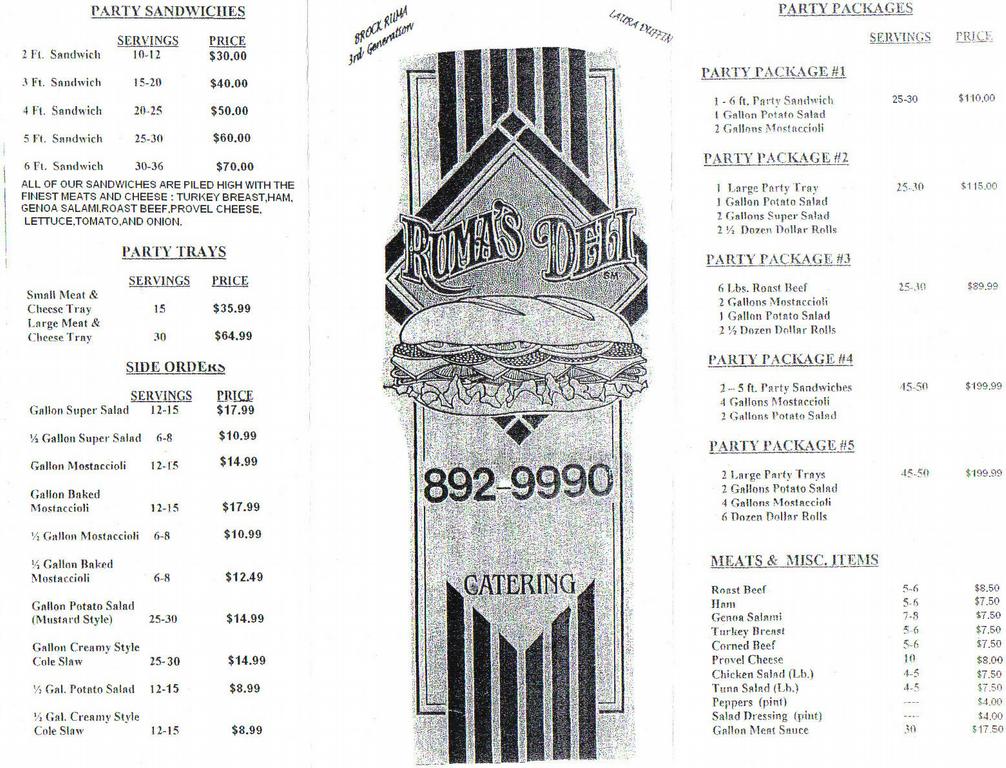 PARTY SANDWICHES
SERVINGS PRICE
2 Ft. Sandwich 10-12 $30.00
3 Ft. Sandwich 15-20 $40.00
4 Ft. Sandwich 20-25 $50.00
5 Ft. Sandwich 25-30 $60.00
6 Ft. Sandwich 30-36 $70.00
ALL OF OUR SANDWICHES ARE PILED HIGH WITH THE
FINEST MEATS AND CHEESE : TURKEY BREAST,HAM,
GENOA SALAMI,ROAST BEEF,PROVEL CHEESE,
LETTUCE,TOMATO,AND ONION.
PARTY TRAYS
SERVINGS PRICE
Small Meat &
Cheese Tray 15 $35.99
Large Meat &
Cheese Tray 30 $64.99
SIDE ORDERS
SERVINGS PRICE
Gallon Super Salad 12-15 $17.99
½ Gallon Super Salad 6-8 $10.99
Gallon Mostaccioli 12-15 $14.99
Gallon Baked
Mostaccioli 12-15 $17.99
½ Gallon Mostaccioli 6-8 $10.99
½ Gallon Baked
Mostaccioli 6-8 $12.49
Gallon Potato Salad
(Mustard Style) 25-30 $14.99
Gallon Creamy Style
Cole Slaw 25-30 $14.99
½ Gal. Potato Salad 12-15 $8.99
½ Gal. Creamy Style
Cole Slaw 12-15 $8.99
BROCK RUMA
3rd Generation
LAURA DUFFIN
RUMA'S DELI
SM
892-9990
CATERING
PARTY PACKAGES
SERVINGS PRICE
PARTY PACKAGE #1
1 - 6 ft. Party Sandwich 25-30 $110.00
1 Gallon Potato Salad
2 Gallons Mostaccioli
PARTY PACKAGE #2
1 Large Party Tray 25-30 $115.00
1 Gallon Potato Salad
2 Gallons Super Salad
2 ½ Dozen Dollar Rolls
PARTY PACKAGE #3
6 Lbs. Roast Beef 25-30 $89.99
2 Gallons Mostaccioli
1 Gallon Potato Salad
2 ½ Dozen Dollar Rolls
PARTY PACKAGE #4
2 – 5 ft. Party Sandwiches 45-50 $199.99
4 Gallons Mostaccioli
2 Gallons Potato Salad
PARTY PACKAGE #5
2 Large Party Trays 45-50 $199.99
2 Gallons Potato Salad
4 Gallons Mostaccioli
6 Dozen Dollar Rolls
MEATS & MISC. ITEMS
Roast Beef 5-6 $8.50
Ham 5-6 $7.50
Genoa Salami 7-8 $7.50
Turkey Breast 5-6 $7.50
Corned Beef 5-6 $7.50
Provel Cheese 10 $8.00
Chicken Salad (Lb.) 4-5 $7.50
Tuna Salad (Lb.) 4-5 $7.50
Peppers (pint) ---- $4.00
Salad Dressing (pint) ---- $4.00
Gallon Meat Sauce 30 $17.50